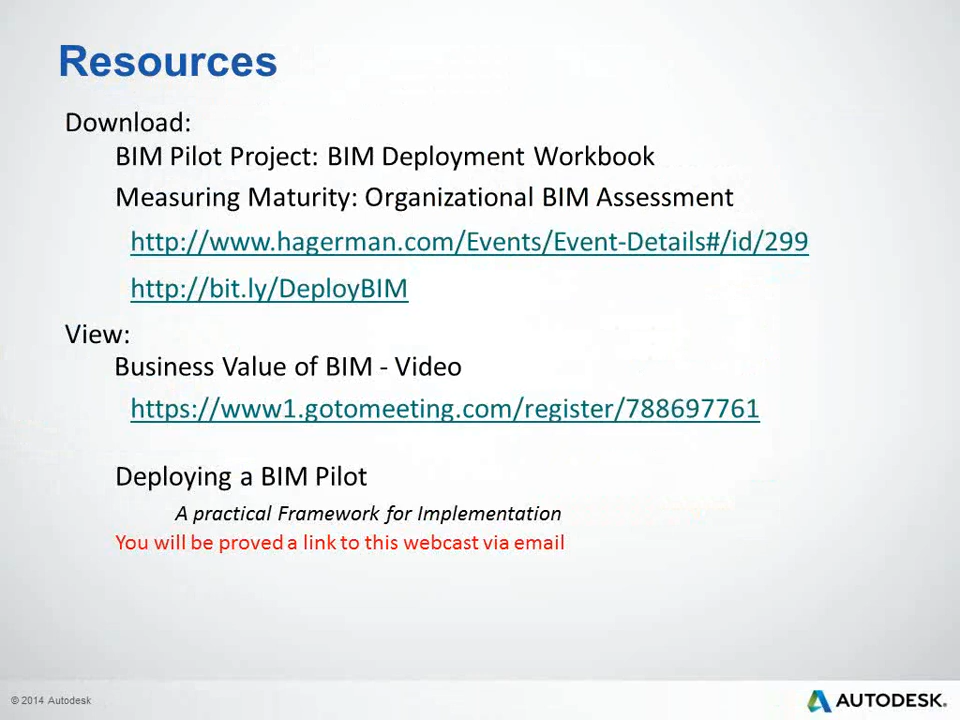 Resources
Download:
BIM Pilot Project: BIM Deployment Workbook
Measuring Maturity: Organizational BIM Assessment
http://www.hagerman.com/Events/Event-Details#/id/299
http://bit.ly/DeployBIM
View:
Business Value of BIM - Video
https://www1.gotomeeting.com/register/788697761
Deploying a BIM Pilot
A practical Framework for Implementation
You will be proved a link to this webcast via email
© 2014 Autodesk
AUTODESK.